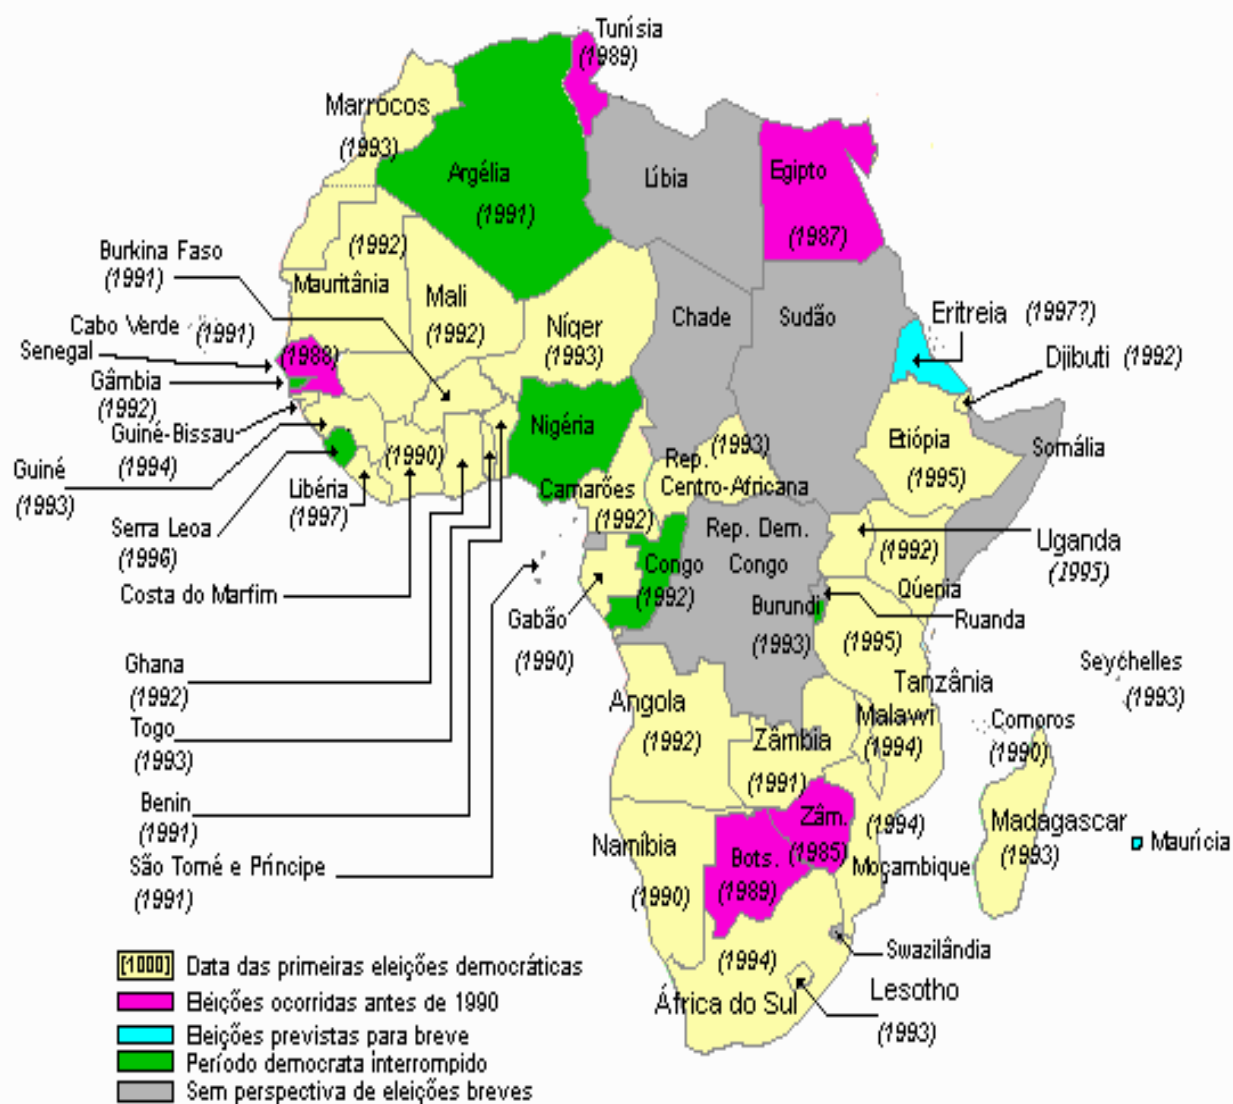 Tunísia
(1989)
Marrocos
(1993)
Argélia
(1991)
Líbia
Egipto
(1987)
Burkina Faso
(1991)
(1992)
Mauritânia
Mali
(1992)
Níger
(1993)
Chade
Sudão
Eritreia (1997?)
Djibuti (1992)
Cabo Verde (1991)
Senegal
(1988)
Gâmbia
(1992)
Guiné-Bissau
(1994)
Guiné
(1993)
Nigéria
(1990)
Libéria
(1997)
Serra Leoa
(1996)
Costa do Marfim
Camarões
(1992)
(1993)
Rep.
Centro-Africana
Etiópia
(1995)
Somália
Rep. Dem.
Congo
Congo
(1992)
Uganda
(1995)
(1992)
Qúenia
Burundi
(1993)
Ruanda
Gabão
(1990)
(1995)
Tanzânia
Seychelles
(1993)
Ghana
(1992)
Togo
(1993)
Benin
(1991)
São Tomé e Príncipe
(1991)
Angola
(1992)
Zâmbia
(1991)
Malawi
(1994)
Comoros
(1990)
Madagascar
(1993)
Maurícia
Namíbia
(1990)
Bots.
(1989)
Zâm.
(1985)
(1994)
Moçambique
Swazilândia
(1994)
África do Sul
Lesotho
(1993)
[1000] Data das primeiras eleições democráticas
Eleições ocorridas antes de 1990
Eleições previstas para breve
Período democrata interrompido
Sem perspectiva de eleições breves